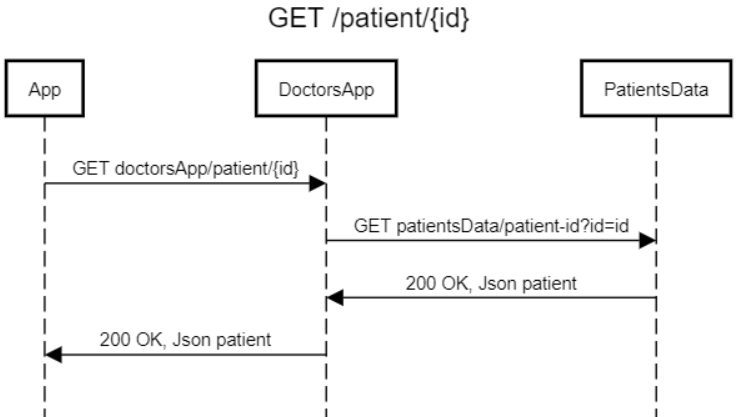 GET /patient/{id}
App
DoctorsApp
PatientsData
GET doctorsApp/patient/{id}
GET patientsData/patient-id?id=id
200 OK, Json patient
200 OK, Json patient